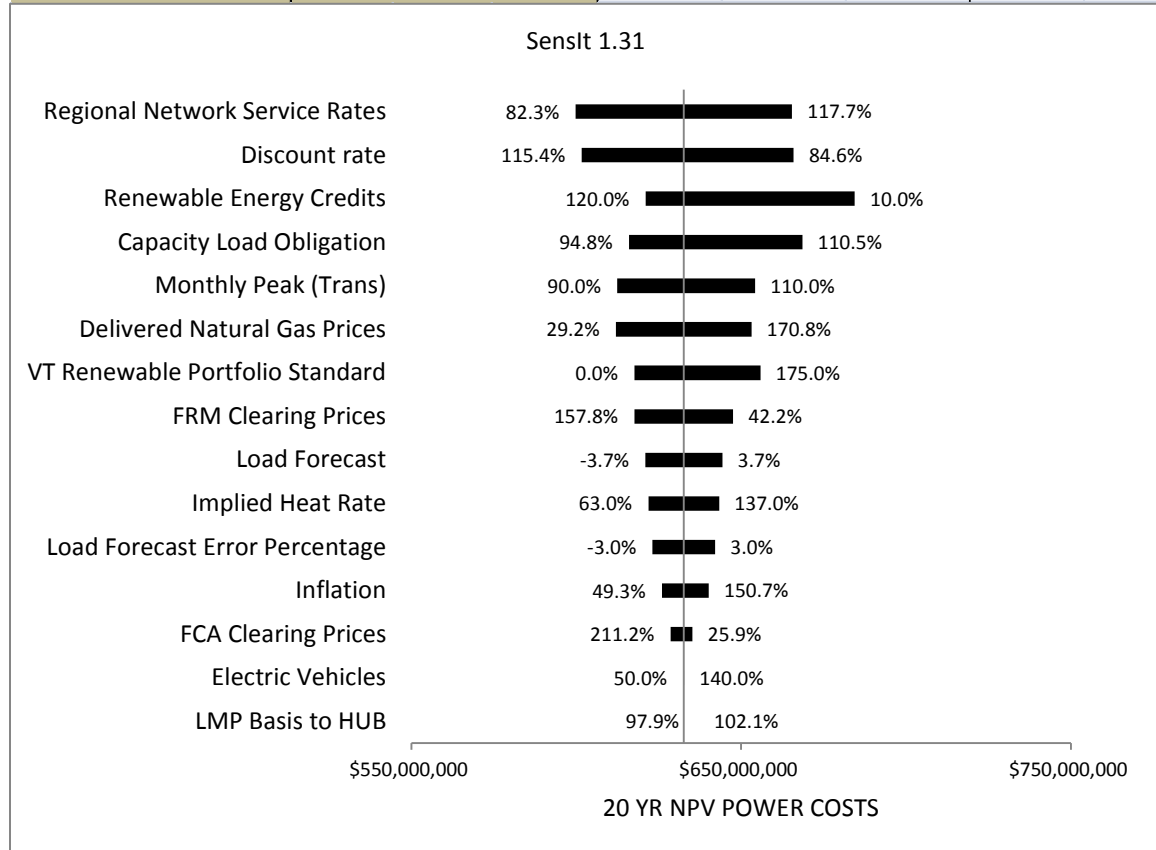 SensIt 1.31
Regional Network Service Rates 82.3% 117.7%
Discount rate 115.4% 84.6%
Renewable Energy Credits 120.0% 10.0%
Capacity Load Obligation 94.8% 110.5%
Monthly Peak (Trans) 90.0% 110.0%
Delivered Natural Gas Prices 29.2% 170.8%
VT Renewable Portfolio Standard 0.0% 175.0%
FRM Clearing Prices 157.8% 42.2%
Load Forecast -3.7% 3.7%
Implied Heat Rate 63.0% 137.0%
Load Forecast Error Percentage -3.0% 3.0%
Inflation 49.3% 150.7%
FCA Clearing Prices 211.2% 25.9%
Electric Vehicles 50.0% 140.0%
LMP Basis to HUB 97.9% 102.1%
$550,000,000 $650,000,000 $750,000,000
20 YR NPV POWER COSTS